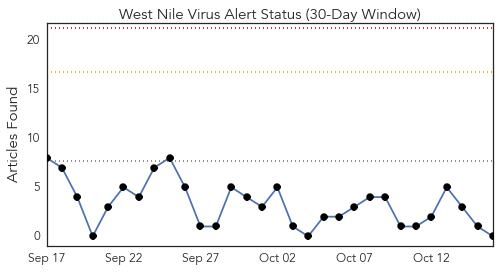 West Nile Virus Alert Status (30-Day Window)
Articles Found
20
15
10
5
0
Sep 17 Sep 22 Sep 27 Oct 02 Oct 07 Oct 12